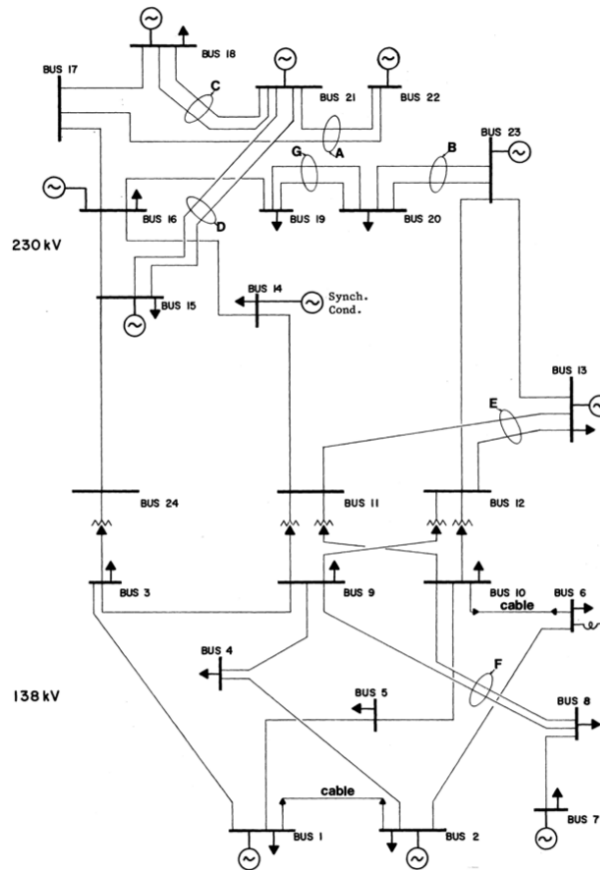 BUS 18
BUS 17
C
BUS 21
BUS 22
A
BUS 23
G
B
BUS 16
D
BUS 19
BUS 20
230 kV
BUS 14
Synch.
Cond.
BUS 15
BUS 13
E
BUS 24
BUS 11
BUS 12
BUS 3
BUS 9
BUS 10
BUS 6
cable
BUS 4
F
138 kV
BUS 5
BUS 8
cable
BUS 1
BUS 2
BUS 7